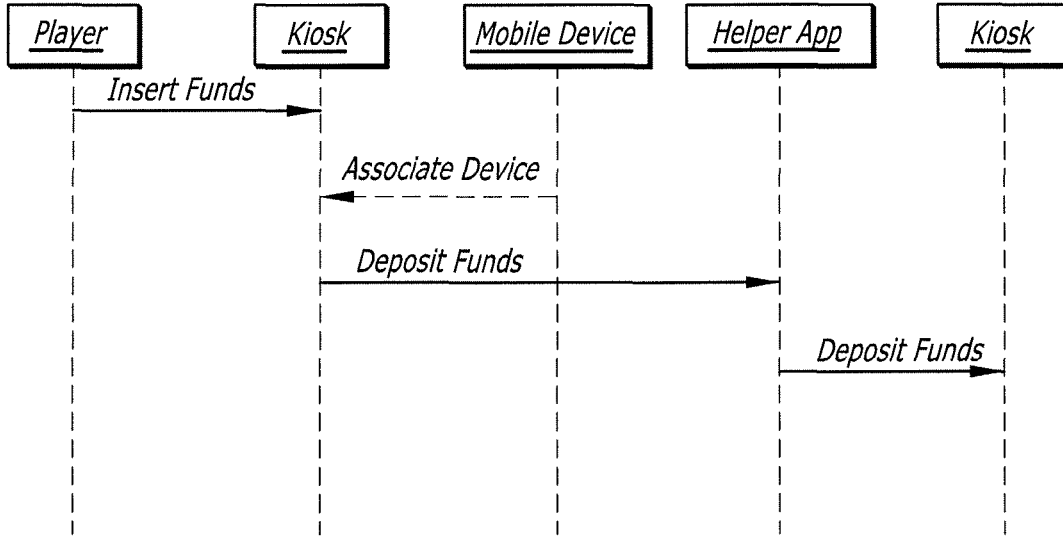 Player
Kiosk
Mobile Device
Helper App
Kiosk
Insert Funds
Associate Device
Deposit Funds
Deposit Funds